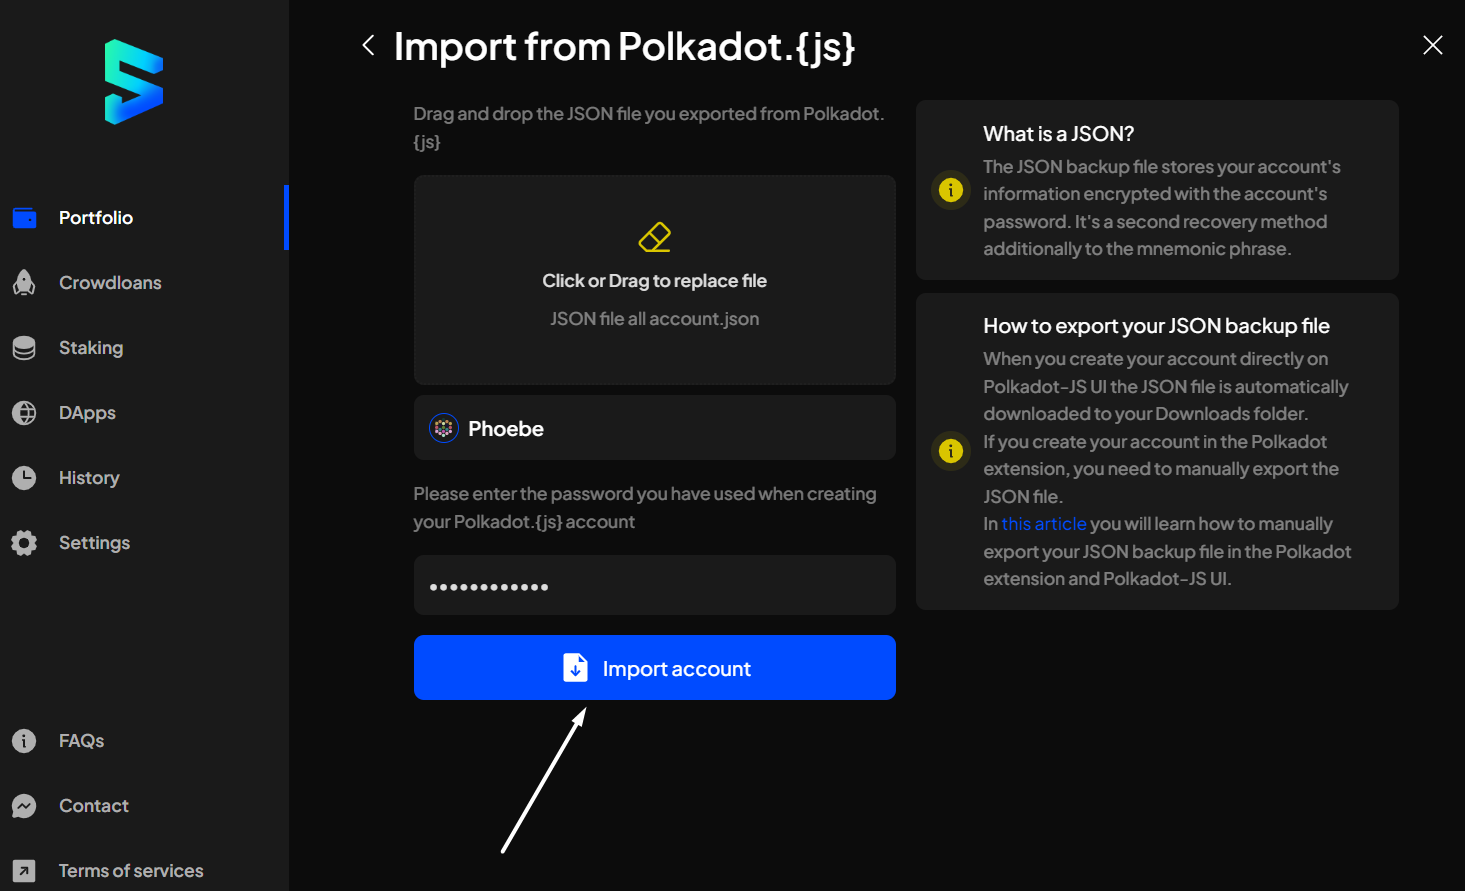 Import from Polkadot.{js}
Portfolio
Crowdloans
Staking
DApps
History
Settings
FAQs
Contact
Terms of services
Drag and drop the JSON file you exported from Polkadot.
{js}
Click or Drag to replace file
JSON file all account.json
Phoebe
Please enter the password you have used when creating
your Polkadot.{js} account
••••••••••••
Import account
What is a JSON?
The JSON backup file stores your account's
information encrypted with the account's
password. It's a second recovery method
additionally to the mnemonic phrase.
How to export your JSON backup file
When you create your account directly on
Polkadot-JS UI the JSON file is automatically
downloaded to your Downloads folder.
If you create your account in the Polkadot
extension, you need to manually export the
JSON file.
In this article you will learn how to manually
export your JSON backup file in the Polkadot
extension and Polkadot-JS UI.